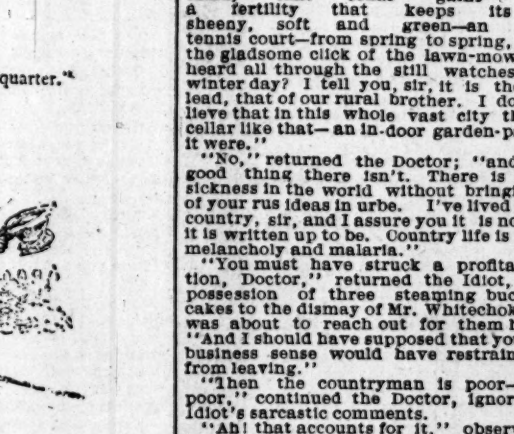 quarter."
a fertility that keeps its
sheeny, soft and green—an
tennis court—from spring to spring,
the gladsome click of the lawn-mow
heard all through the still watches
winter day? I tell you, sir, it is the
lead, that of our rural brother. I do
lieve that in this whole vast city th
cellar like that—an in-door garden-p
it were."
"No," returned the Doctor; "and
good thing there isn't. There is
sickness in the world without bringi
of your rus ideas in urbe. I've lived
country, sir, and I assure you it is no
it is written up to be. Country life is
melancholy and malaria."
"You must have struck a profita
tion, Doctor," returned the Idiot,
possession of three steaming buc
cakes to the dismay of Mr. Whitechok
was about to reach out for them h
"And I should have supposed that you
business sense would have restrain
from leaving."
"Then the countryman is poor—
poor," continued the Doctor, ignor
Idiot's sarcastic comments.
"Ah! that accounts for it," observ